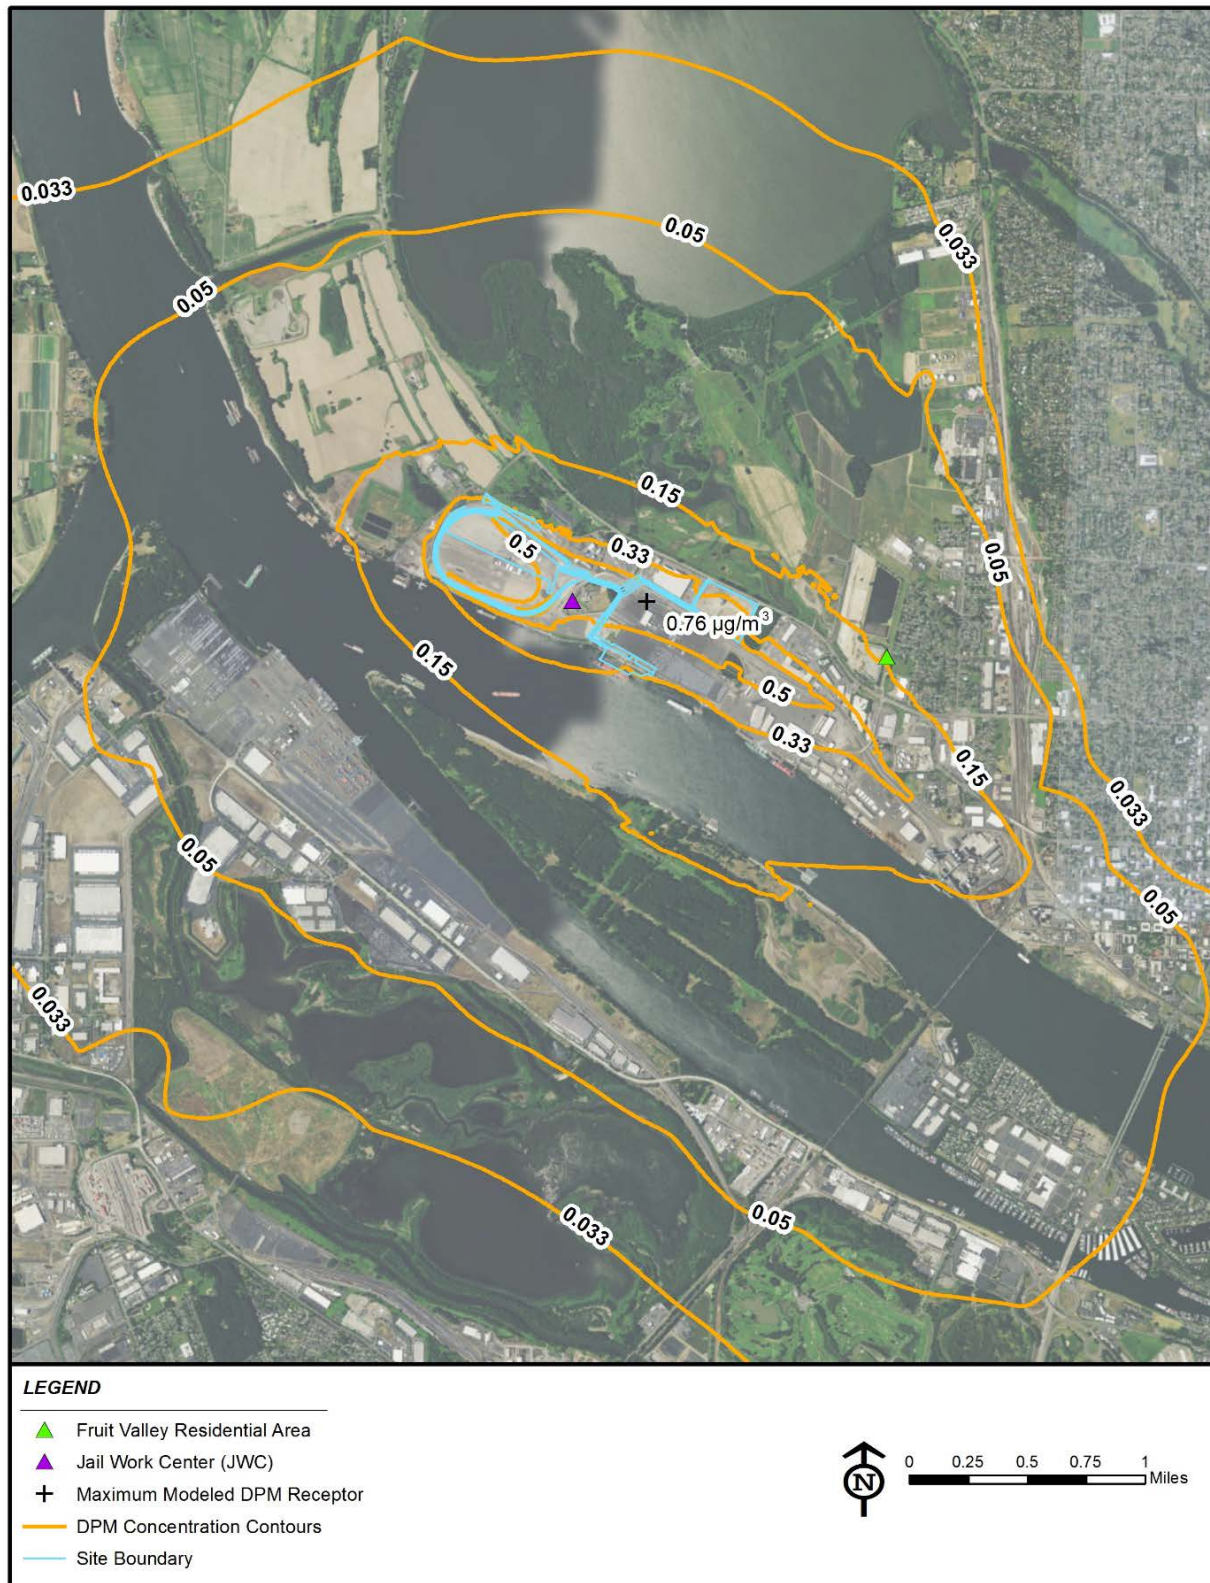 0.033
0.05
0.033
0.05
0.15
0.33
0.5
0.05
0.76 µg/m³
0.15
0.5
0.33
0.15
0.033
0.05
0.05
0.033
0.05
0.033
LEGEND
Fruit Valley Residential Area
Jail Work Center (JWC)
Maximum Modeled DPM Receptor
DPM Concentration Contours
Site Boundary
N
0 0.25 0.5 0.75 1
Miles